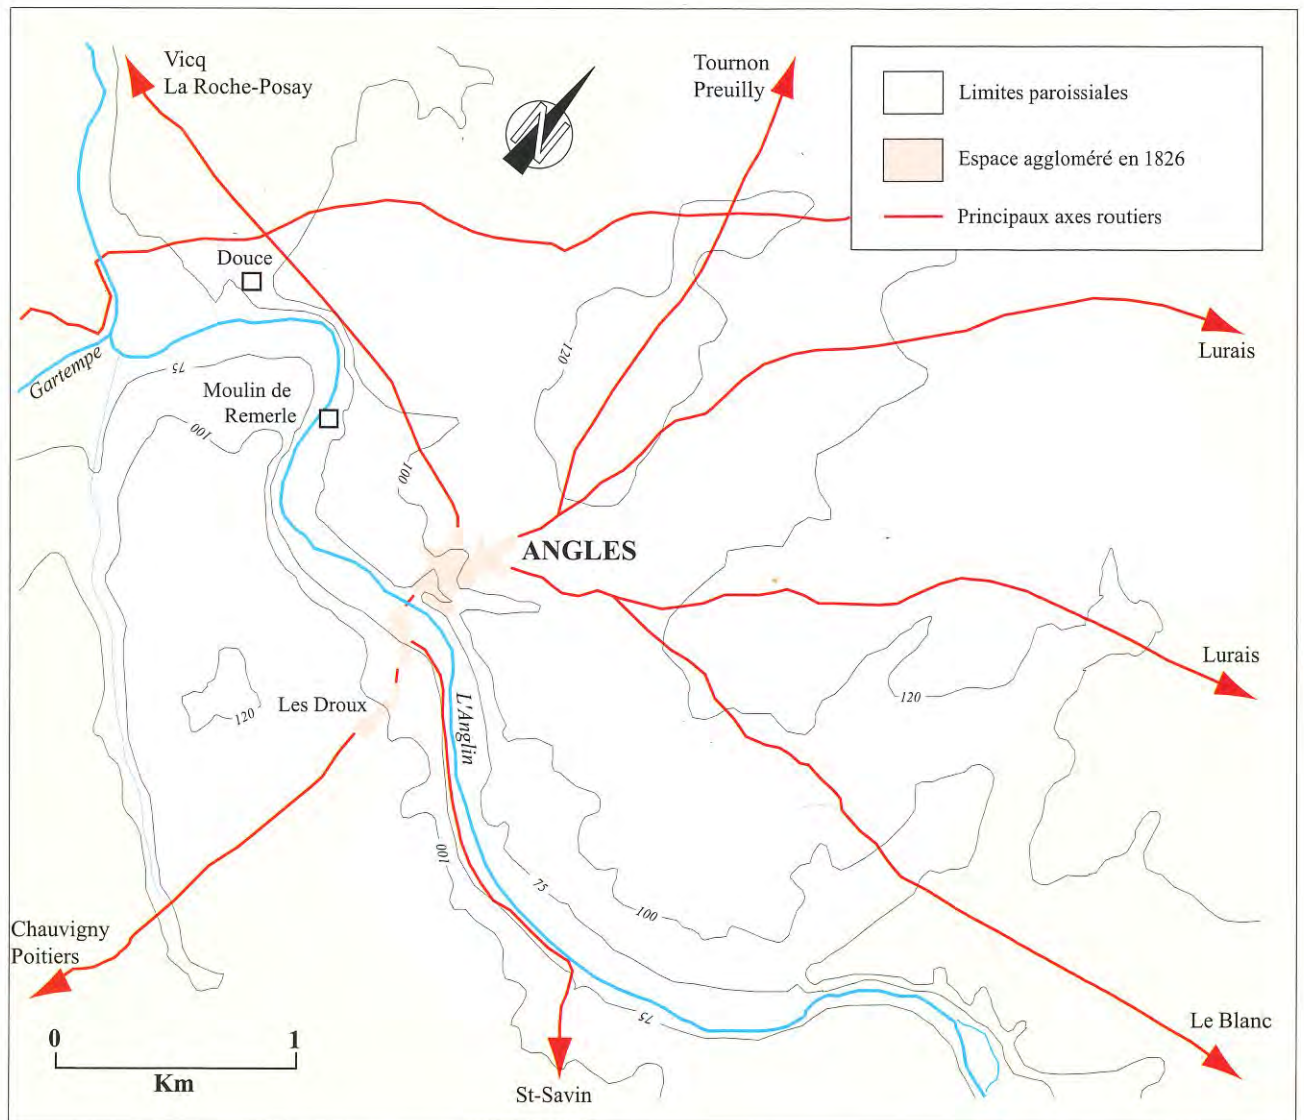 Vicq
La Roche-Posay
Tournon
Preuilly
N
Limites paroissiales
Espace aggloméré en 1826
Principaux axes routiers
Douce
Gartempe
75
Moulin de
Remerle
100
100
120
Lurais
ANGLES
Lurais
120
120
Les Droux
L'Anglin
100
75
100
75
Chauvigny
Poitiers
0
1
Km
St-Savin
Le Blanc